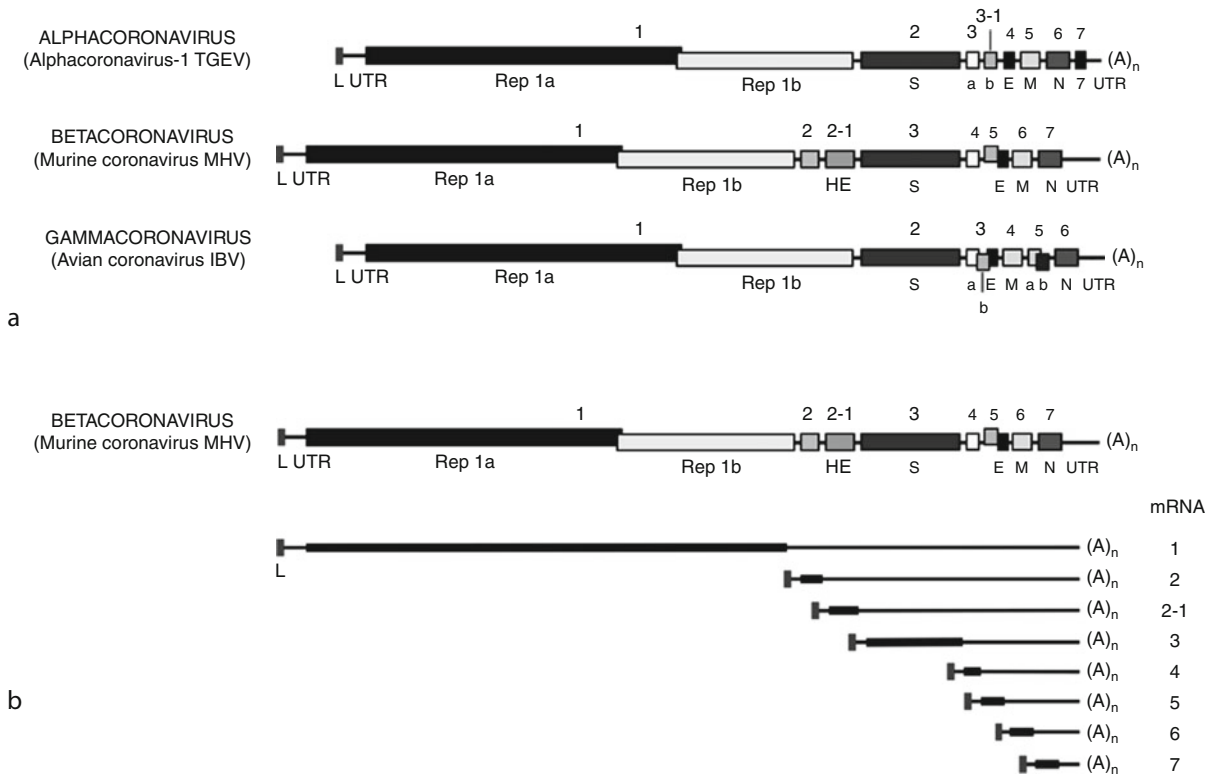 3-1
1 2 3 4 5 6 7
ALPHACORONAVIRUS
(Alphacoronavirus-1 TGEV)
(A)n
L UTR Rep 1a Rep 1b S a b E M N 7 UTR
1 2 2-1 3 4 5 6 7
BETACORONAVIRUS
(Murine coronavirus MHV)
(A)n
L UTR Rep 1a Rep 1b HE S E M N UTR
1 2 3 4 5 6
GAMMACORONAVIRUS
(Avian coronavirus IBV)
(A)n
L UTR Rep 1a Rep 1b S a E M a b N UTR
b
a
1 2 2-1 3 4 5 6 7
BETACORONAVIRUS
(Murine coronavirus MHV)
(A)n
L UTR Rep 1a Rep 1b HE S E M N UTR
mRNA
(A)n 1
L
(A)n 2
(A)n 2-1
(A)n 3
(A)n 4
b
(A)n 5
(A)n 6
(A)n 7